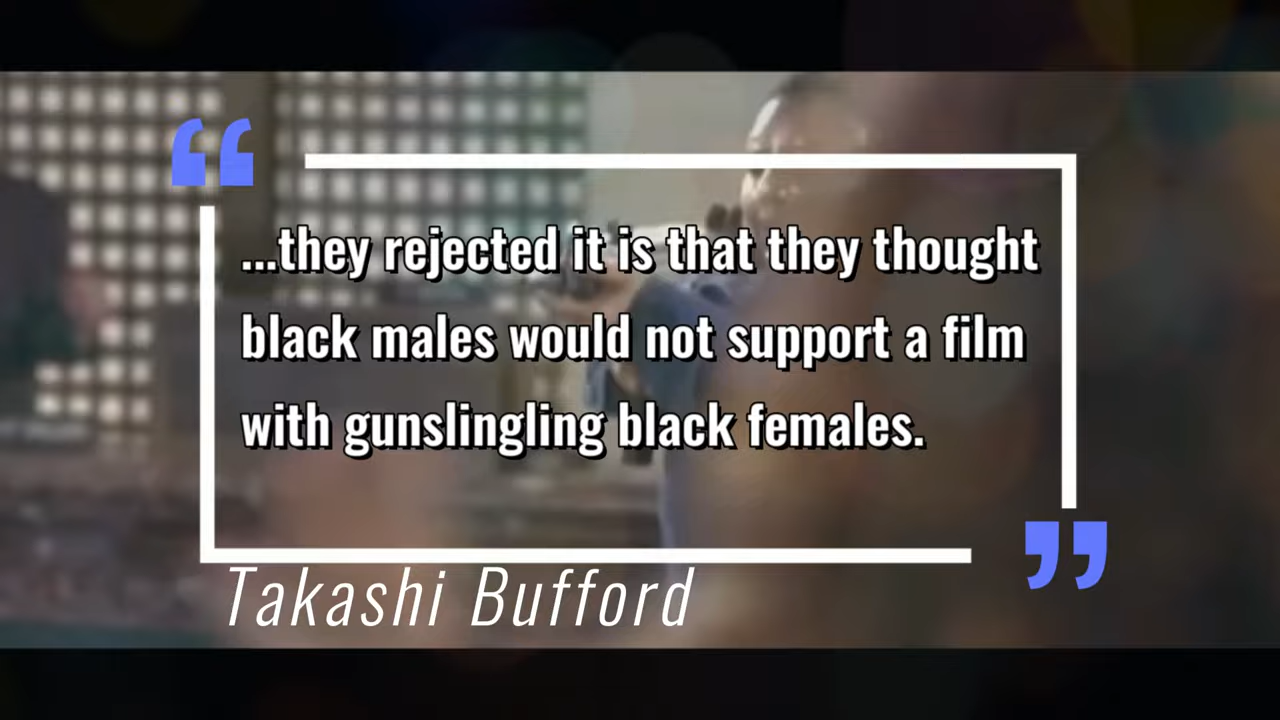 “
...they rejected it is that they thought
black males would not support a film
with gunslingling black females.
”
Takashi Bufford